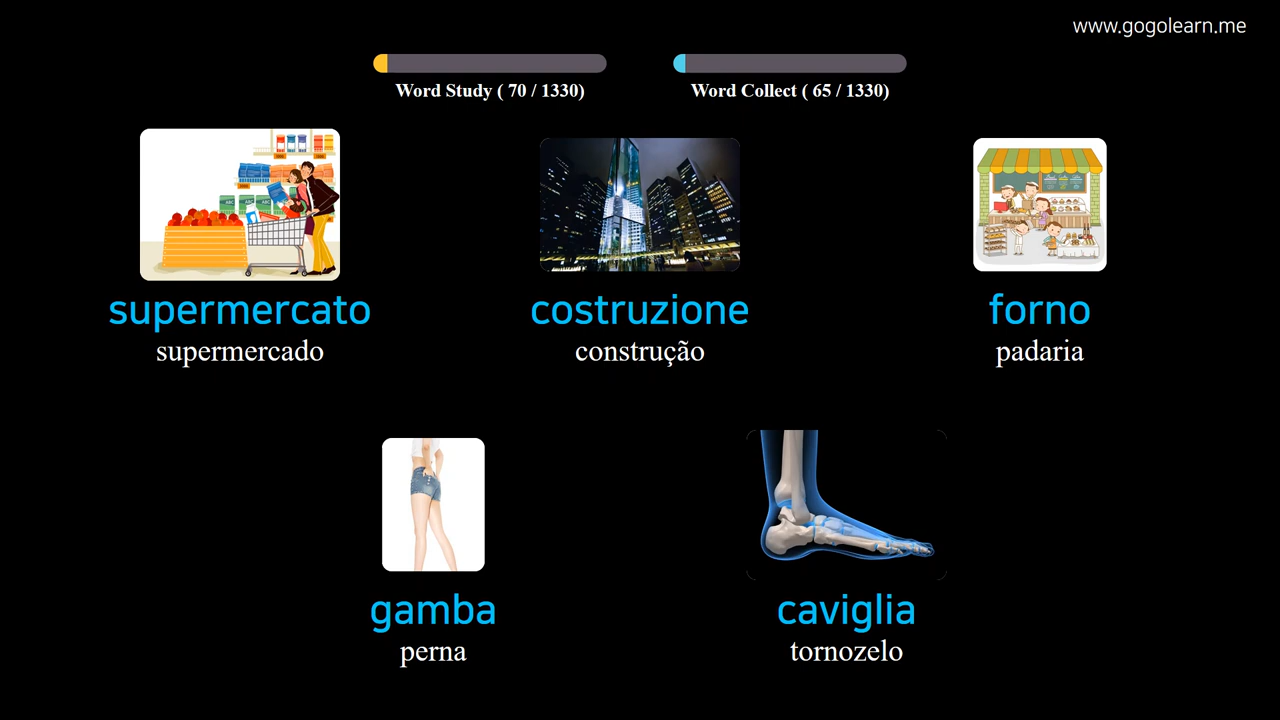 www.gogolearn.me
Word Study ( 70 / 1330)
Word Collect ( 65 / 1330)
supermercato
supermercado
costruzione
construção
forno
padaria
gamba
perna
caviglia
tornozelo